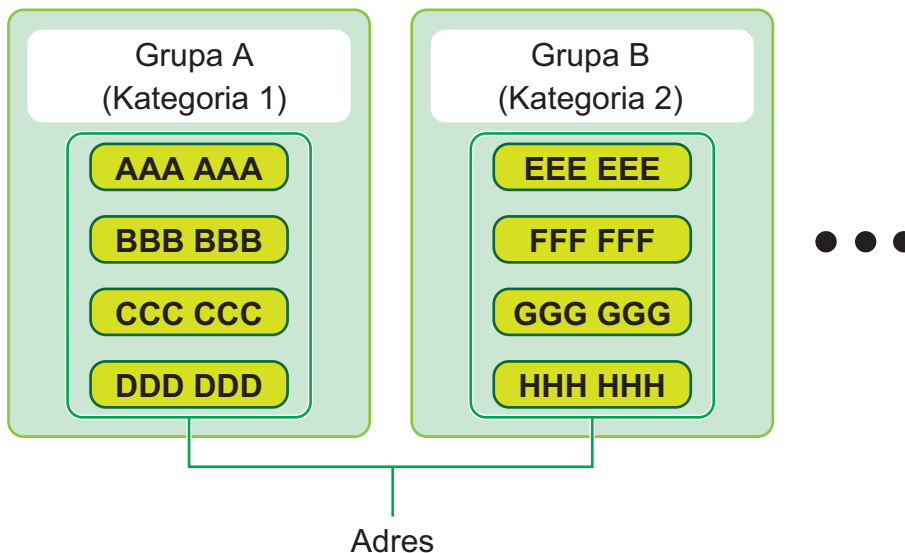 Grupa A
(Kategoria 1)
AAA AAA
BBB BBB
CCC CCC
DDD DDD
Grupa B
(Kategoria 2)
EEE EEE
FFF FFF
GGG GGG
HHH HHH
Adres